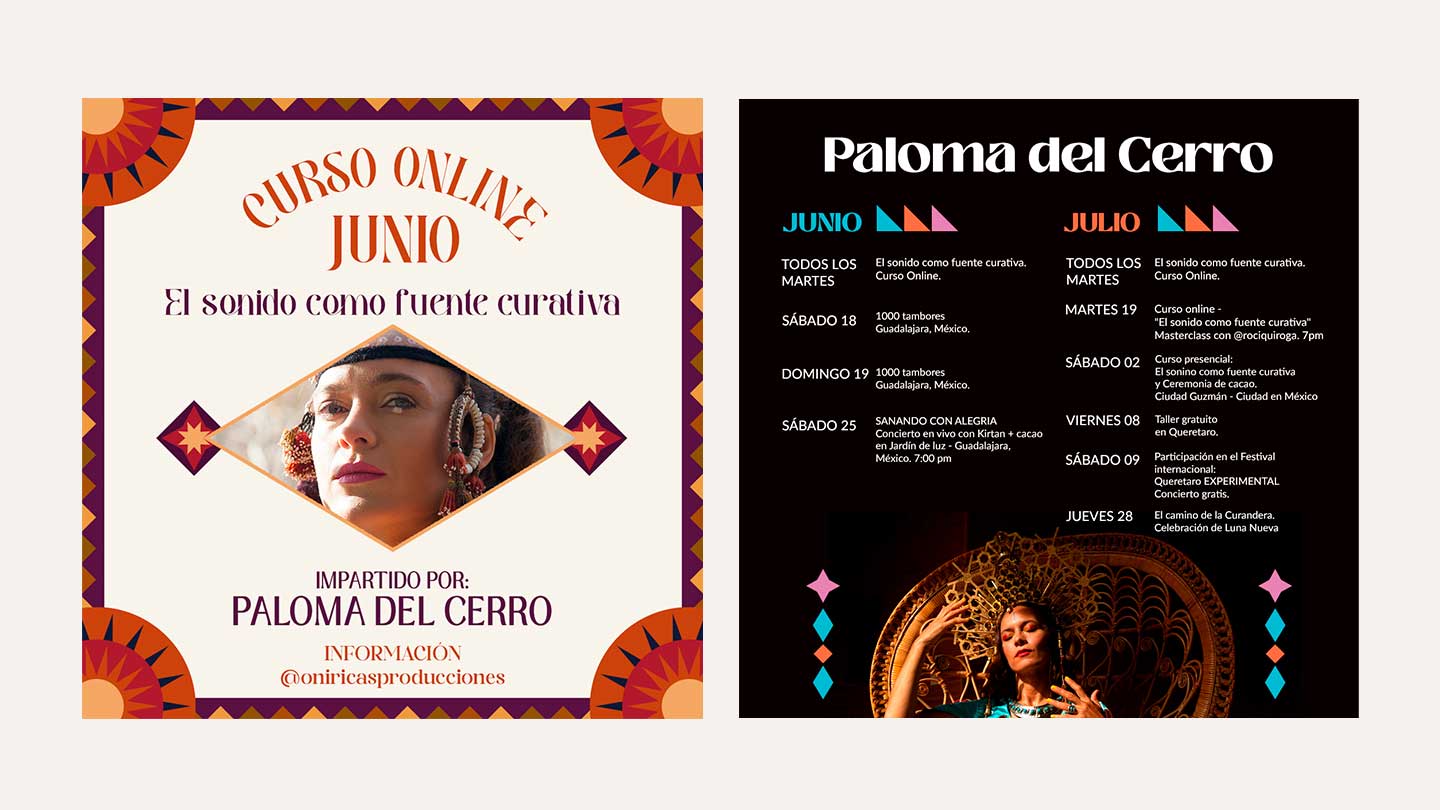 CURSO ONLINE
JUNIO
El sonido como fuente curativa
IMPARTIDO POR:
PALOMA DEL CERRO
INFORMACIÓN
@oniricasproducciones
Paloma del Cerro
JUNIO
TODOS LOS
MARTES
El sonido como fuente curativa.
Curso Online.
SÁBADO 18
1000 tambores
Guadalajara, México.
DOMINGO 19
1000 tambores
Guadalajara, México.
SÁBADO 25
SANANDO CON ALEGRIA
Concierto en vivo con Kirtan + cacao
en Jardín de luz - Guadalajara,
México. 7:00 pm
JULIO
TODOS LOS
MARTES
El sonido como fuente curativa.
Curso Online.
MARTES 19
Curso online -
"El sonido como fuente curativa"
Masterclass con @rociquiroga. 7pm
SÁBADO 02
Curso presencial:
El sonino como fuente curativa
y Ceremonia de cacao.
Ciudad Guzmán - Ciudad en México
VIERNES 08
Taller gratuito
en Queretaro.
SÁBADO 09
Participación en el Festival
internacional:
Queretaro EXPERIMENTAL
Concierto gratis.
JUEVES 28
El camino de la Curandera.
Celebración de Luna Nueva